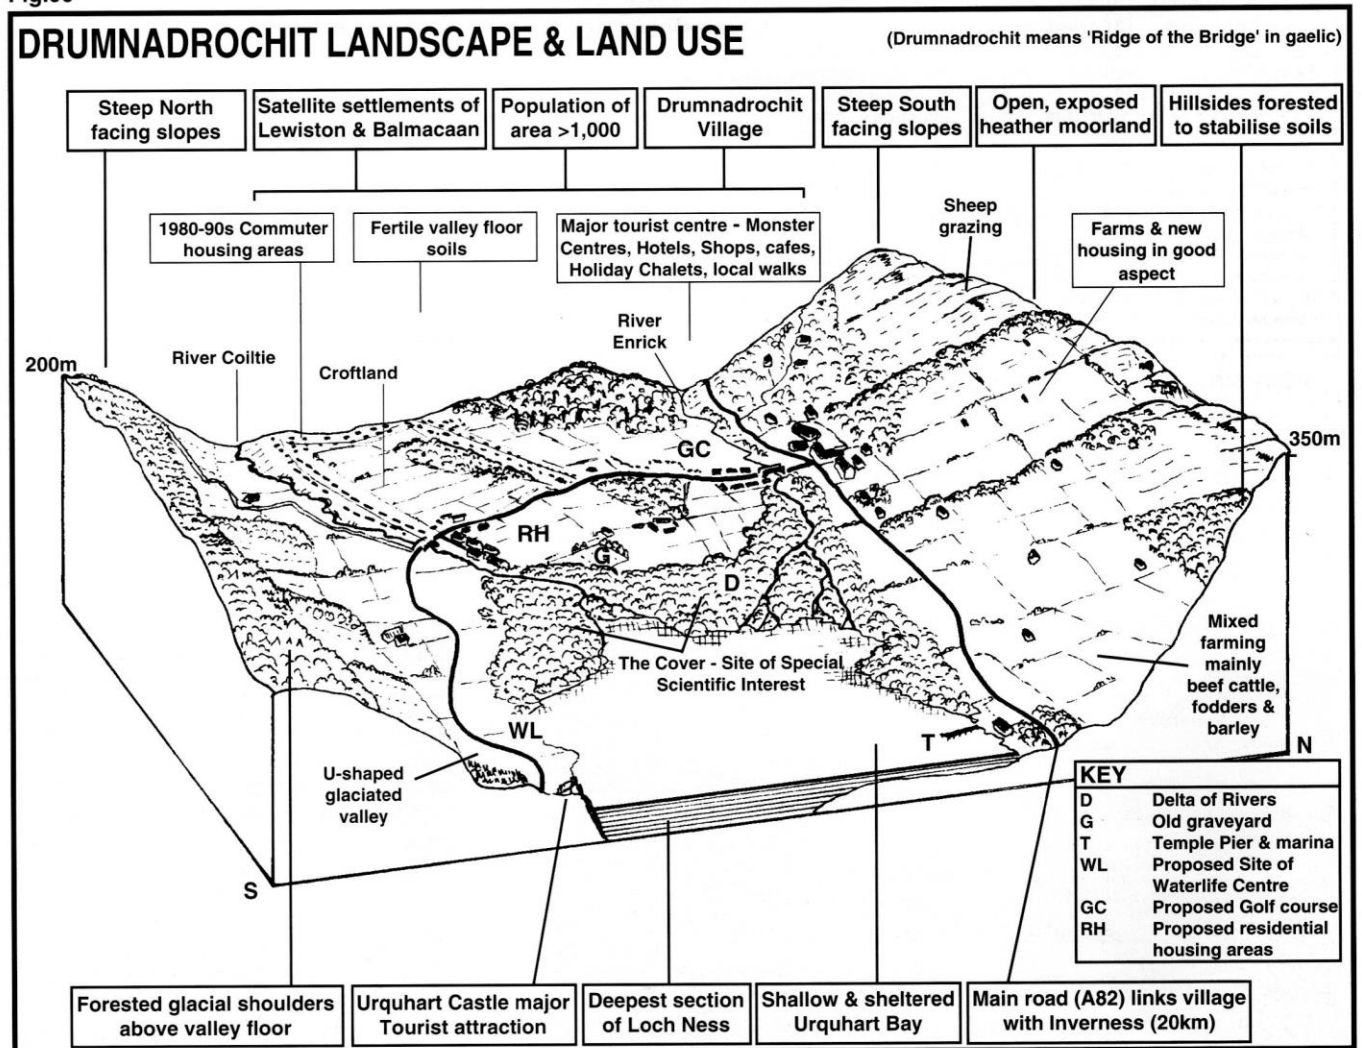 DRUMNADROCHIT LANDSCAPE & LAND USE
(Drumnadrochit means 'Ridge of the Bridge' in gaelic)
Steep North
facing slopes
Satellite settlements of
Lewiston & Balmacaan
Population of
area >1,000
Drumnadrochit
Village
Steep South
facing slopes
Open, exposed
heather moorland
Hillsides forested
to stabilise soils
1980-90s Commuter
housing areas
Fertile valley floor
soils
Major tourist centre - Monster
Centres, Hotels, Shops, cafes,
Holiday Chalets, local walks
Sheep
grazing
Farms & new
housing in good
aspect
River
Enrick
River Coiltie
Croftland
200m
350m
GC
RH
G
D
The Cover - Site of Special
Scientific Interest
WL
T
U-shaped
glaciated
valley
Mixed
farming
mainly
beef cattle,
fodders &
barley
N
S
KEY
D Delta of Rivers
G Old graveyard
T Temple Pier & marina
WL Proposed Site of
Waterlife Centre
GC Proposed Golf course
RH Proposed residential
housing areas
Forested glacial shoulders
above valley floor
Urquhart Castle major
Tourist attraction
Deepest section
of Loch Ness
Shallow & sheltered
Urquhart Bay
Main road (A82) links village
with Inverness (20km)